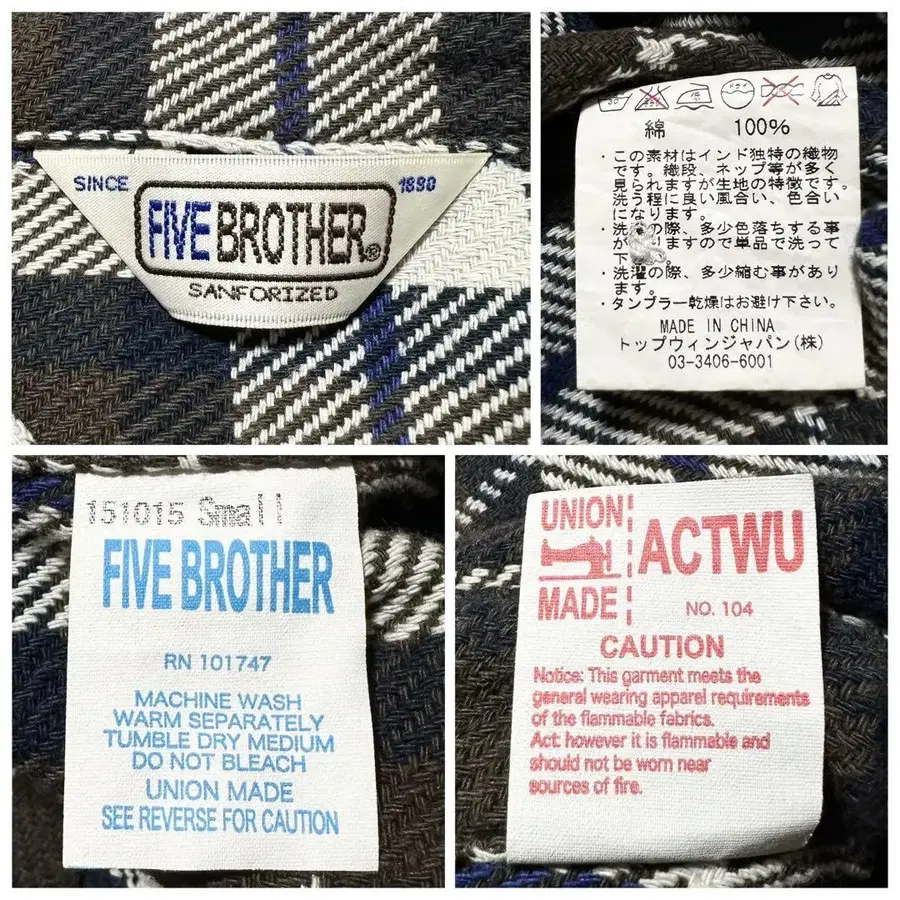 SINCE 1890
FIVE BROTHER®
SANFORIZED
綿 100%
・この素材はインド独特の織物
です。織段、ネップ等が多く
見られますが生地の特徴です。
洗う程に良い風合い、色合い
になります。
・洗濯の際、多少色落ちする事
がありますので単品で洗って
下さい。
・洗濯の際、多少縮む事があり
ます。
・タンブラー乾燥はお避け下さい。
MADE IN CHINA
トップウィンジャパン(株)
03-3406-6001
151015 Small
FIVE BROTHER
RN 101747
MACHINE WASH
WARM SEPARATELY
TUMBLE DRY MEDIUM
DO NOT BLEACH
UNION MADE
SEE REVERSE FOR CAUTION
UNION
MADE
ACTWU
NO. 104
CAUTION
Notice: This garment meets the
general wearing apparel requirements
of the flammable fabrics.
Act: however it is flammable and
should not be worn near
sources of fire.